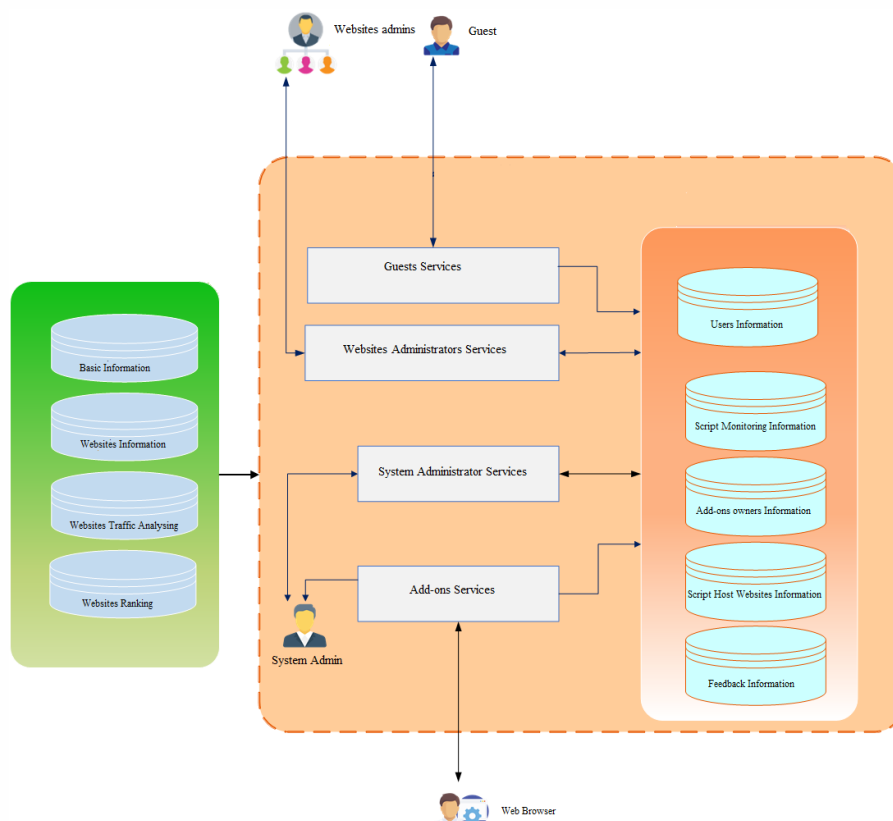 Websites admins
Guest
Guests Services
Websites Administrators Services
System Administrator Services
Add-ons Services
System Admin
Web Browser
Basic Information
Websites Information
Websites Traffic Analysing
Websites Ranking
Users Information
Script Monitoring Information
Add-ons owners Information
Script Host Websites Information
Feedback Information